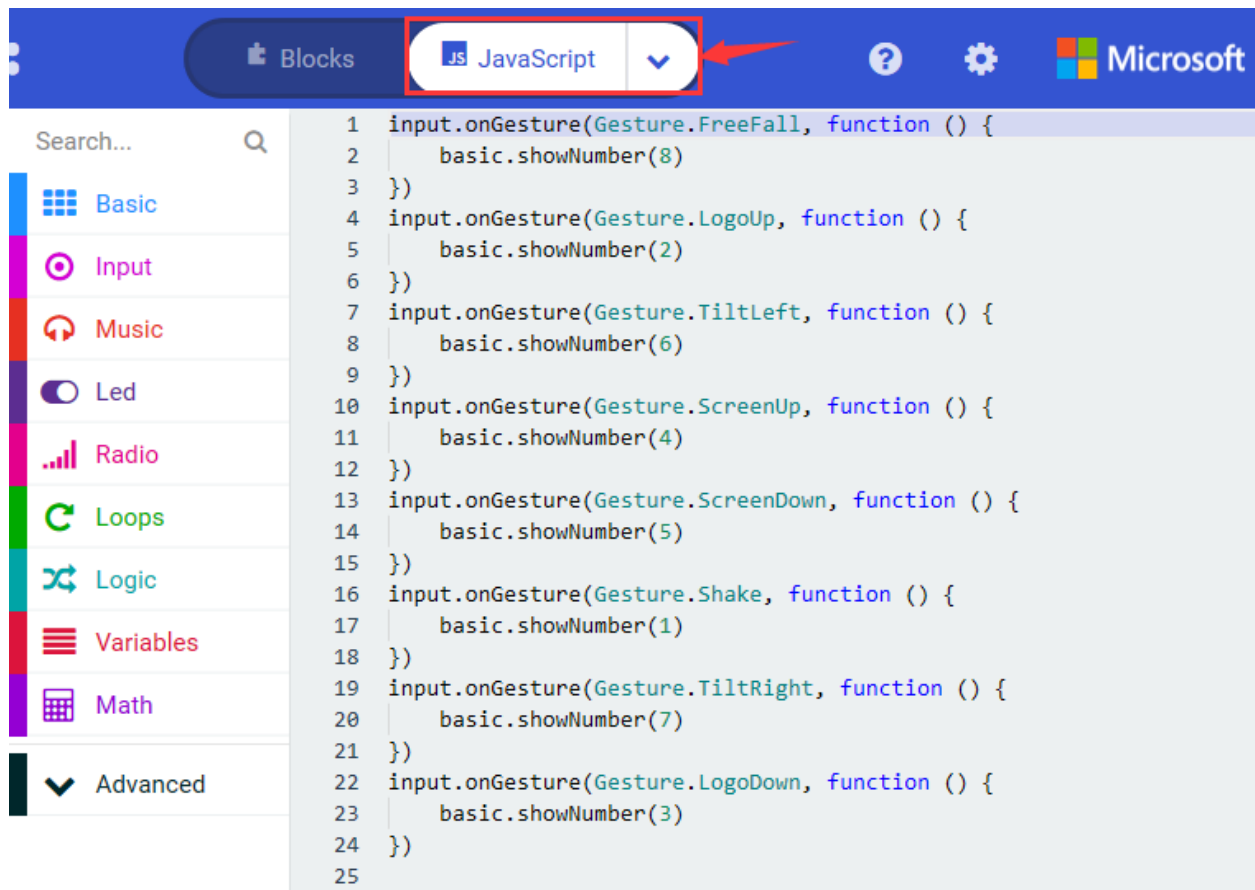 Blocks
JS JavaScript
Microsoft
Search...
Basic
Input
Music
Led
Radio
Loops
Logic
Variables
Math
Advanced
1 input.onGesture(Gesture.FreeFall, function () {
2     basic.showNumber(8)
3 })
4 input.onGesture(Gesture.LogoUp, function () {
5     basic.showNumber(2)
6 })
7 input.onGesture(Gesture.TiltLeft, function () {
8     basic.showNumber(6)
9 })
10 input.onGesture(Gesture.ScreenUp, function () {
11     basic.showNumber(4)
12 })
13 input.onGesture(Gesture.ScreenDown, function () {
14     basic.showNumber(5)
15 })
16 input.onGesture(Gesture.Shake, function () {
17     basic.showNumber(1)
18 })
19 input.onGesture(Gesture.TiltRight, function () {
20     basic.showNumber(7)
21 })
22 input.onGesture(Gesture.LogoDown, function () {
23     basic.showNumber(3)
24 })
25